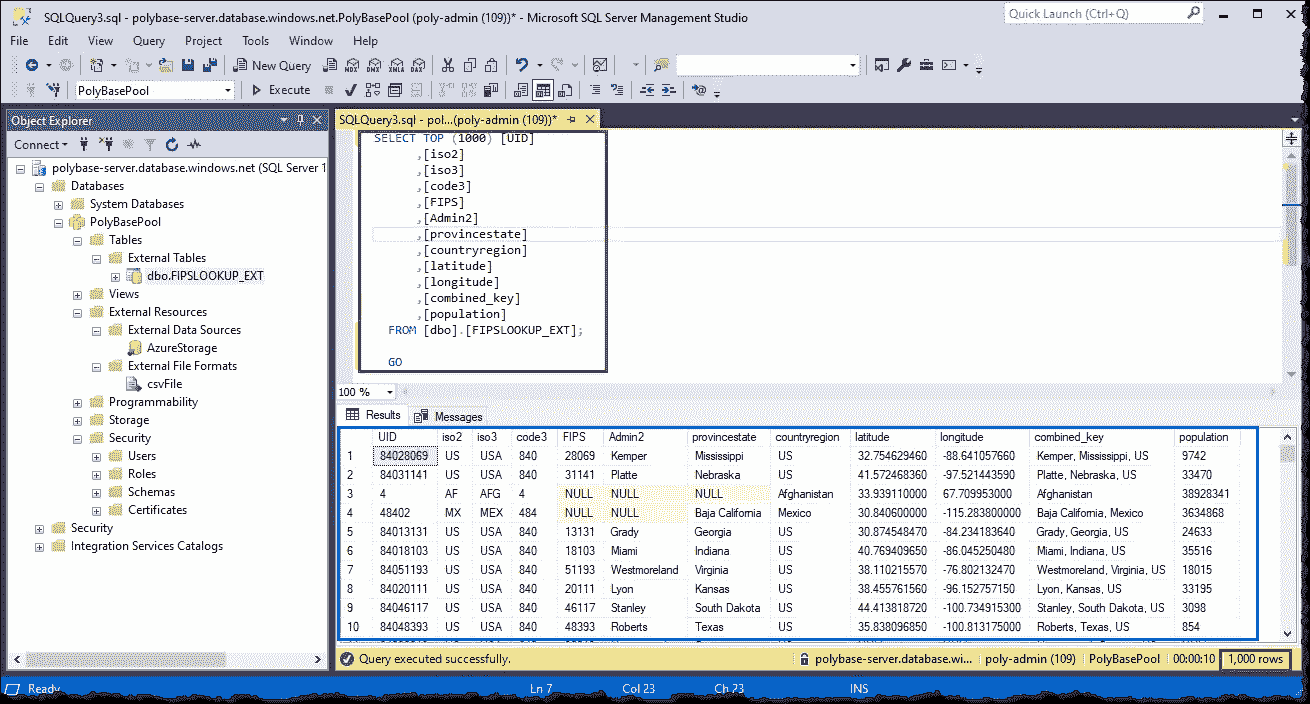 SQLQuery3.sql - polybase-server.database.windows.net.PolyBasePool (poly-admin (109))* - Microsoft SQL Server Management Studio
Quick Launch (Ctrl+Q)
File Edit View Query Project Tools Window Help
New Query MDX DMX XMLA DAX
PolyBasePool Execute
Object Explorer
Connect
polybase-server.database.windows.net (SQL Server 1
Databases
System Databases
PolyBasePool
Tables
External Tables
dbo.FIPSLOOKUP_EXT
Views
External Resources
External Data Sources
AzureStorage
External File Formats
csvFile
Programmability
Storage
Security
Users
Roles
Schemas
Certificates
Security
Integration Services Catalogs
SQLQuery3.sql - pol...(poly-admin (109))*
SELECT TOP (1000) [UID]
,[iso2]
,[iso3]
,[code3]
,[FIPS]
,[Admin2]
,[provincestate]
,[countryregion]
,[latitude]
,[longitude]
,[combined_key]
,[population]
FROM [dbo].[FIPSLOOKUP_EXT];
GO
100 %
Results Messages
UID iso2 iso3 code3 FIPS Admin2 provincestate countryregion latitude longitude combined_key population
1 84028069 US USA 840 28069 Kemper Mississippi US 32.754629460 -88.641057660 Kemper, Mississippi, US 9742
2 84031141 US USA 840 31141 Platte Nebraska US 41.572468360 -97.521443590 Platte, Nebraska, US 33470
3 4 AF AFG 4 NULL NULL NULL Afghanistan 33.939110000 67.709953000 Afghanistan 38928341
4 48402 MX MEX 484 NULL NULL Baja California Mexico 30.840600000 -115.283800000 Baja California, Mexico 3634868
5 84013131 US USA 840 13131 Grady Georgia US 30.874548470 -84.234183640 Grady, Georgia, US 24633
6 84018103 US USA 840 18103 Miami Indiana US 40.769409650 -86.045250480 Miami, Indiana, US 35516
7 84051193 US USA 840 51193 Westmoreland Virginia US 38.110215570 -76.802132470 Westmoreland, Virginia, US 18015
8 84020111 US USA 840 20111 Lyon Kansas US 38.455761560 -96.152757150 Lyon, Kansas, US 33195
9 84046117 US USA 840 46117 Stanley South Dakota US 44.413818720 -100.734915300 Stanley, South Dakota, US 3098
10 84048393 US USA 840 48393 Roberts Texas US 35.838096850 -100.813175000 Roberts, Texas, US 854
Query executed successfully. polybase-server.database.wi... poly-admin (109) PolyBasePool 00:00:10 1,000 rows
Ready Ln 7 Col 23 Ch 23 INS